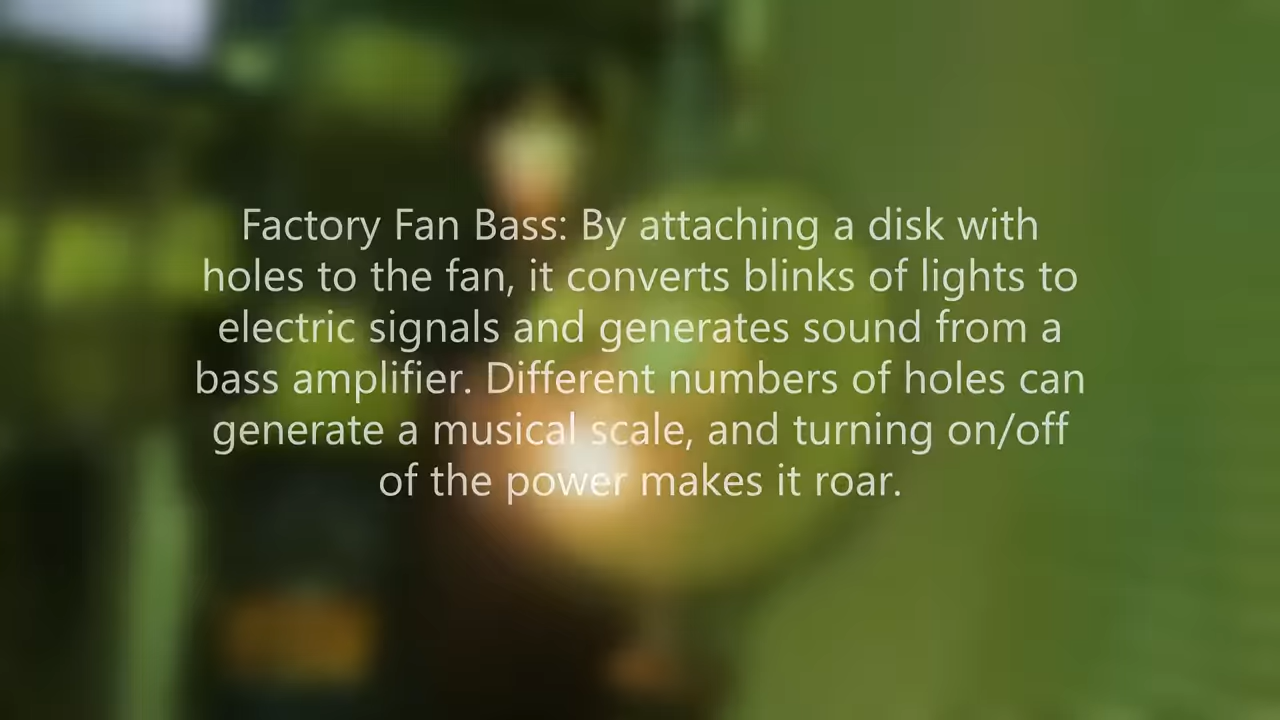 Factory Fan Bass: By attaching a disk with
holes to the fan, it converts blinks of lights to
electric signals and generates sound from a
bass amplifier. Different numbers of holes can
generate a musical scale, and turning on/off
of the power makes it roar.